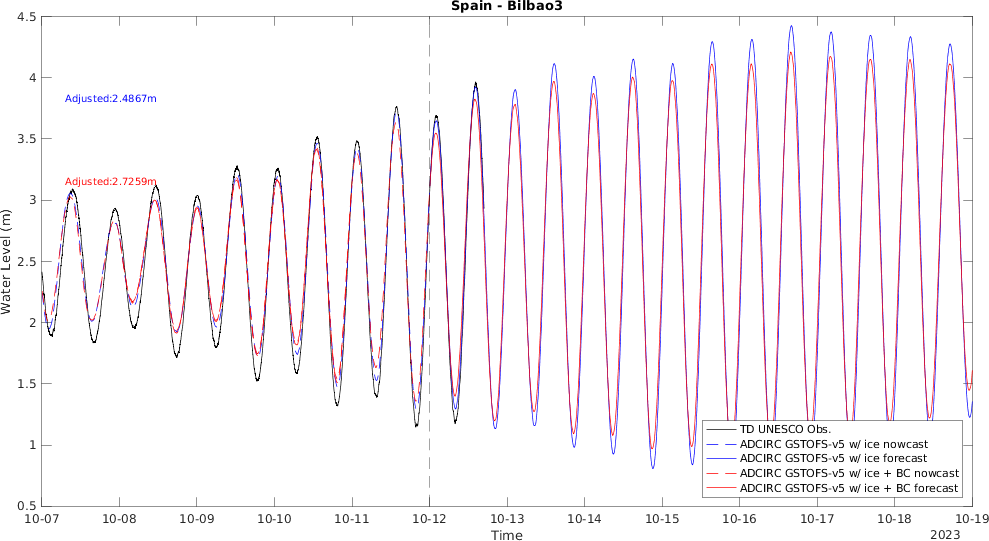 Spain - Bilbao3
4.5
4
3.5
3
2.5
2
1.5
1
0.5
Water Level (m)
Adjusted:2.4867m
Adjusted:2.7259m
TD UNESCO Obs.
ADCIRC GSTOFS-v5 w/ ice nowcast
ADCIRC GSTOFS-v5 w/ ice forecast
ADCIRC GSTOFS-v5 w/ ice + BC nowcast
ADCIRC GSTOFS-v5 w/ ice + BC forecast
10-07 10-08 10-09 10-10 10-11 10-12 10-13 10-14 10-15 10-16 10-17 10-18 10-19
Time
2023